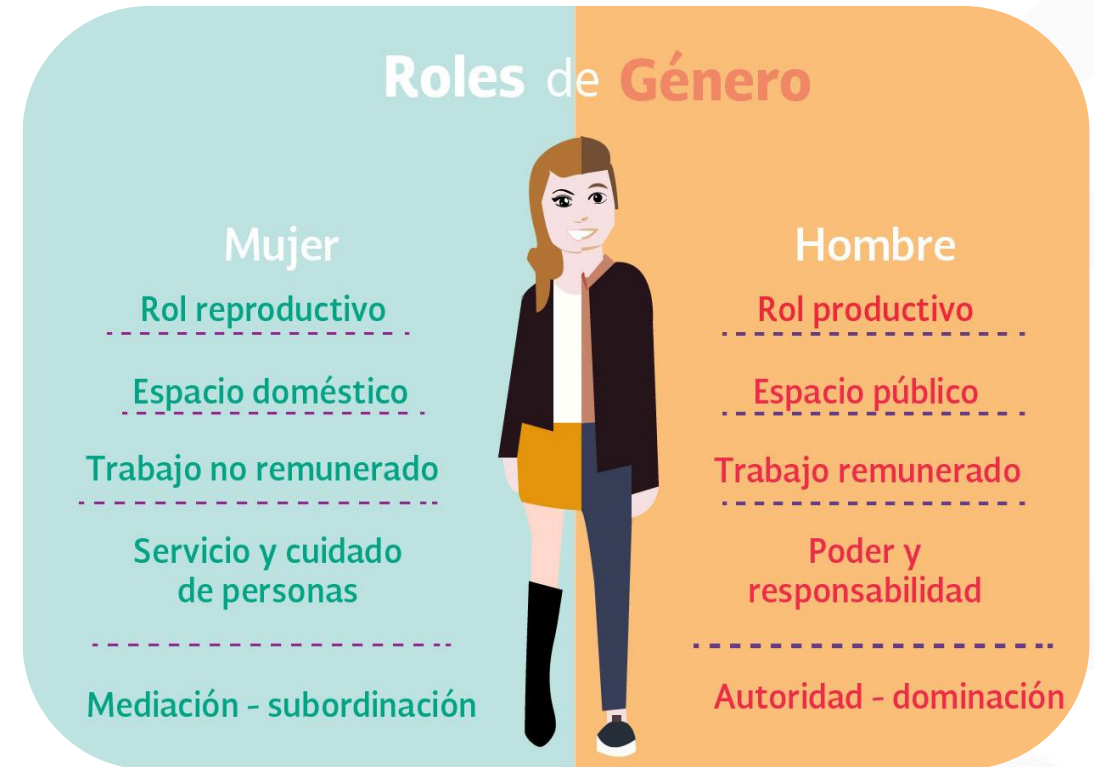 Roles de Género
Mujer
Rol reproductivo
Espacio doméstico
Trabajo no remunerado
Servicio y cuidado
de personas
Mediación - subordinación
Hombre
Rol productivo
Espacio público
Trabajo remunerado
Poder y
responsabilidad
Autoridad - dominación